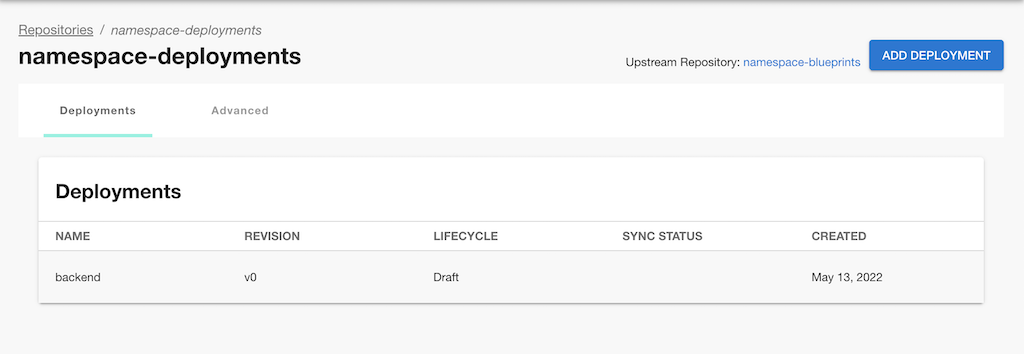 Repositories / namespace-deployments
namespace-deployments
Upstream Repository: namespace-blueprints
ADD DEPLOYMENT
Deployments Advanced
Deployments
NAME REVISION LIFECYCLE SYNC STATUS CREATED
backend v0 Draft May 13, 2022